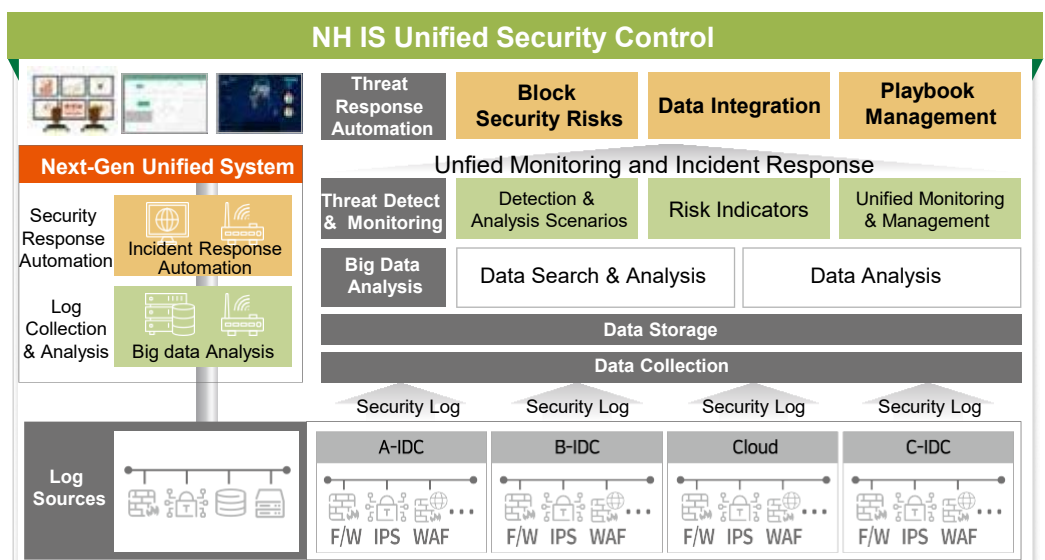 NH IS Unified Security Control
Threat
Response
Automation
Block
Security Risks
Data Integration
Playbook
Management
Next-Gen Unified System
Unfied Monitoring and Incident Response
Security
Response
Automation
Incident Response
Automation
Threat Detect
& Monitoring
Detection &
Analysis Scenarios
Risk Indicators
Unified Monitoring
& Management
Big Data
Analysis
Data Search & Analysis
Data Analysis
Log
Collection
& Analysis
Big data Analysis
Data Storage
Data Collection
Security Log
Security Log
Security Log
Security Log
Log
Sources
A-IDC
B-IDC
Cloud
C-IDC
F/W IPS WAF
F/W IPS WAF
F/W IPS WAF
F/W IPS WAF